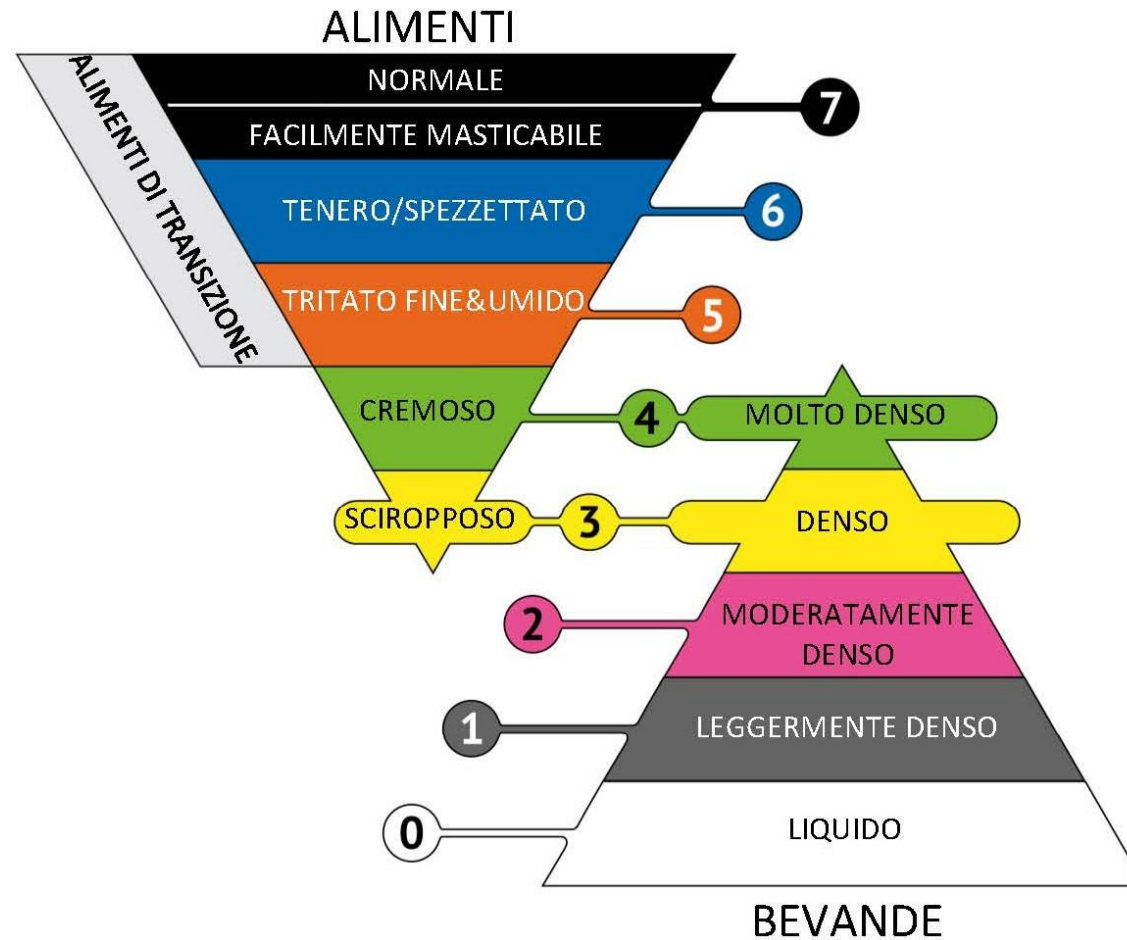 ALIMENTI
NORMALE
FACILMENTE MASTICABILE
7
ALIMENTI DI TRANSIZIONE
TENERO/SPEZZETTATO
6
TRITATO FINE&UMIDO
5
CREMOSO
4
MOLTO DENSO
SCIROPPOSO
3
DENSO
2
MODERATAMENTE
DENSO
1
LEGGERMENTE DENSO
0
LIQUIDO
BEVANDE